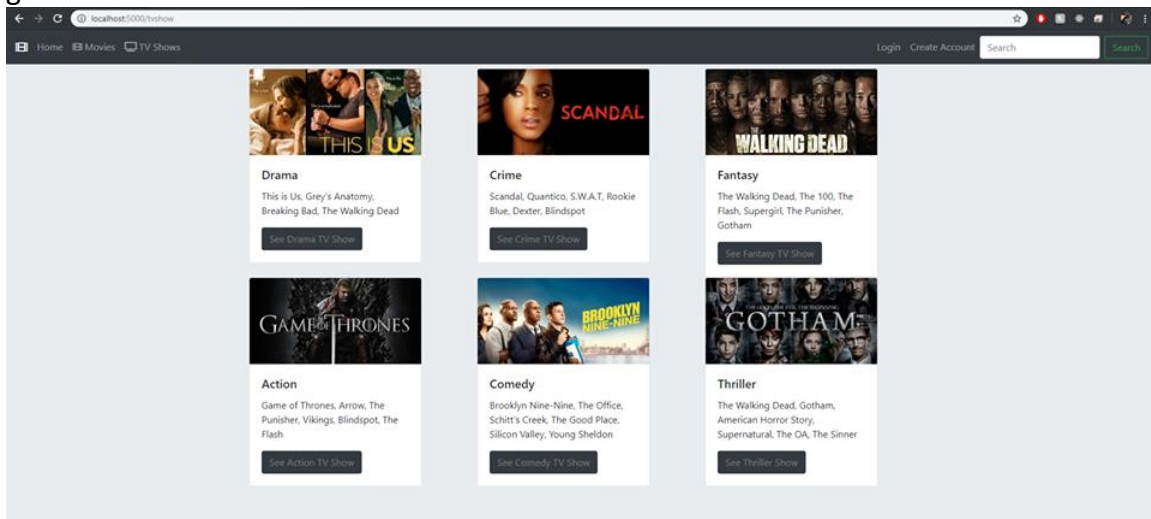 localhost:5000/tvshow
Home Movies TV Shows
Login Create Account Search Search
THIS IS US
SCANDAL
THE
WALKING DEAD
Drama
This is Us, Grey's Anatomy,
Breaking Bad, The Walking Dead
See Drama TV Show
Crime
Scandal, Quantico, S.W.A.T, Rookie
Blue, Dexter, Blindspot
See Crime TV Show
Fantasy
The Walking Dead, The 100, The
Flash, Supergirl, The Punisher,
Gotham
See Fantasy TV Show
GAME OF THRONES
BROOKLYN
NINE-NINE
GOTHAM
Action
Game of Thrones, Arrow, The
Punisher, Vikings, Blindspot, The
Flash
See Action TV Show
Comedy
Brooklyn Nine-Nine, The Office,
Schitt's Creek, The Good Place,
Silicon Valley, Young Sheldon
See Comedy TV Show
Thriller
The Walking Dead, Gotham,
American Horror Story,
Supernatural, The OA, The Sinner
See Thriller Show